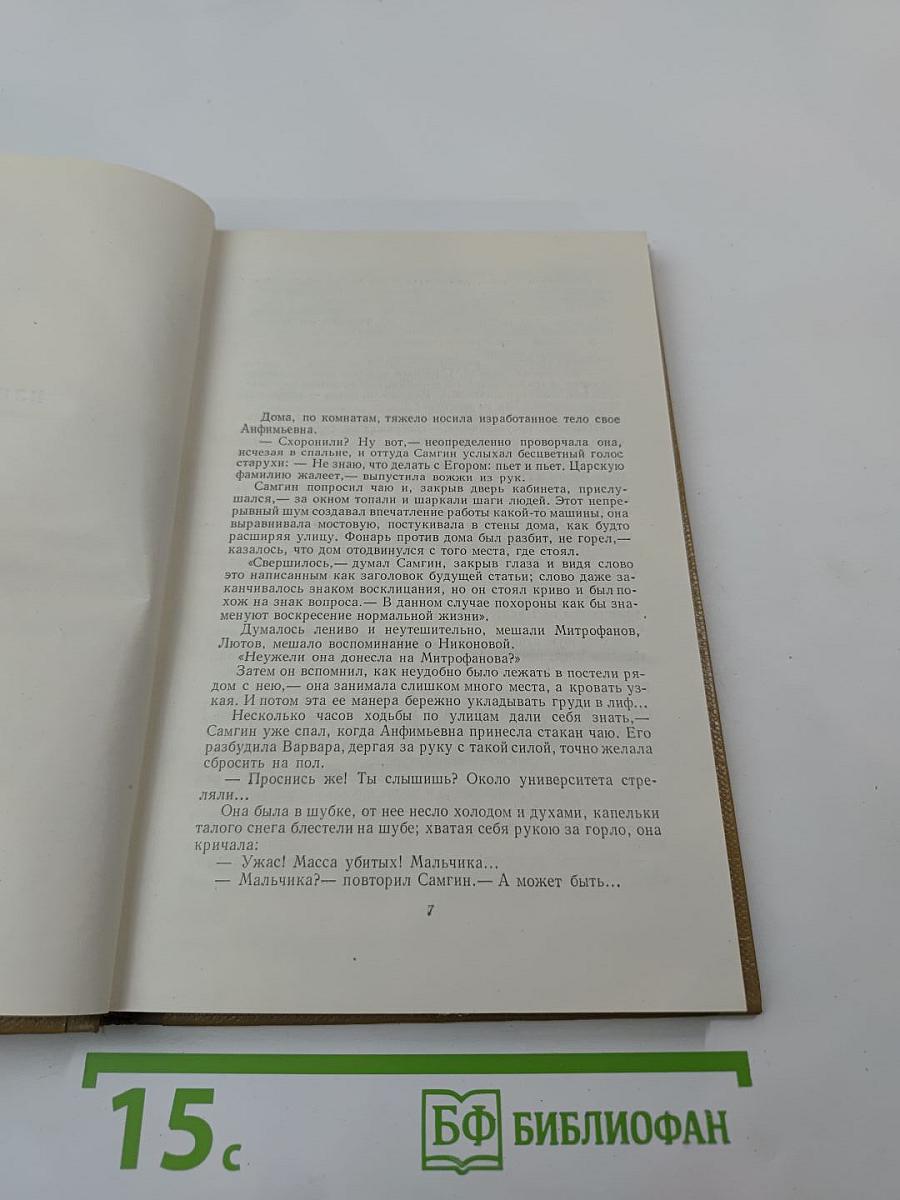 Дома, по комнатам, тяжело носила изработанное тело свое
Анфимьевна.
— Схоронили? Ну вот,— неопределенно проворчала она,
исчезая в спальне, и оттуда Самгин услыхал бесцветный голос
старухи: — Не знаю, что делать с Егором: пьет и пьет. Царскую
фамилию жалеет,— выпустила вожжи из рук.
Самгин попросил чаю и, закрыв дверь кабинета, прислу-
шался,— за окном топали и шаркали шаги людей. Этот непре-
рывный шум создавал впечатление работы какой-то машины, она
выравнивала мостовую, постукивала в стены дома, как будто
расширяя улицу. Фонарь против дома был разбит, не горел,—
казалось, что дом отодвинулся с того места, где стоял.
«Свершилось,— думал Самгин, закрыв глаза и видя слово
это написанным как заголовок будущей статьи; слово даже за-
канчивалось знаком восклицания, но он стоял криво и был по-
хож на знак вопроса.— В данном случае похороны как бы зна-
менуют воскресение нормальной жизни».
Думалось лениво и неутешительно, мешали Митрофанов,
Лютов, мешало воспоминание о Никоновой.
«Неужели она донесла на Митрофанова?»
Затем он вспомнил, как неудобно было лежать в постели ря-
дом с нею,— она занимала слишком много места, а кровать уз-
кая. И потом эта ее манера бережно укладывать груди в лиф...
Несколько часов ходьбы по улицам дали себя знать,—
Самгин уже спал, когда Анфимьевна принесла стакан чаю. Его
разбудила Варвара, дергая за руку с такой силой, точно желала
сбросить на пол.
— Проснись же! Ты слышишь? Около университета стре-
ляли...
Она была в шубке, от нее несло холодом и духами, капельки
талого снега блестели на шубе; хватая себя рукою за горло, она
кричала:
— Ужас! Масса убитых! Мальчика...
— Мальчика?— повторил Самгин.— А может быть...
7
15 с
БФ БИБЛИОФАН